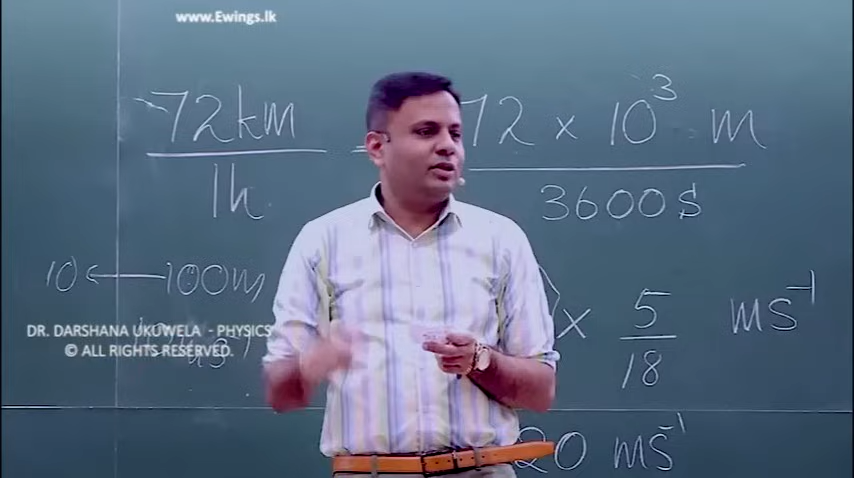 www.Ewings.lk
72km = 72 × 10³ m
1h 3600s
10 ← 100m
DR. DARSHANA UKUWELA - PHYSICS
© ALL RIGHTS RESERVED.
× 5/18 ms⁻¹
20 ms⁻¹